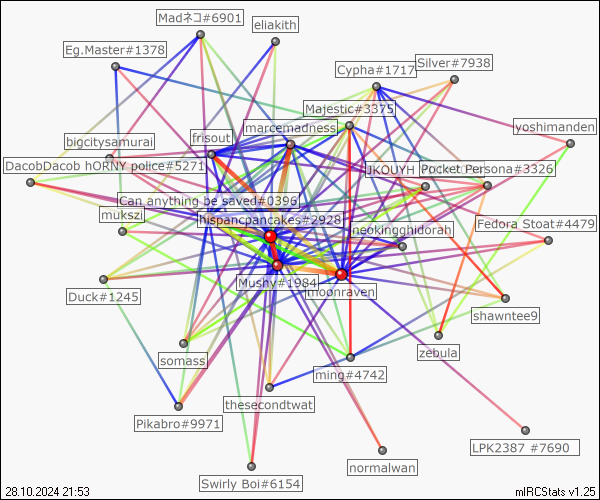 Madネコ#6901
eliakith
Eg.Master#1378
Silver#7938
Cypha#1717
Majestic#3375
marcemadness
yoshimanden
frisout
bigcitysamurai
DacobDacob hORNY police#5271
JKOUYH
Pocket Persona#3326
Can anything be saved#0396
mukszi
hispancpancakes#2928
Fedora Stoat#4479
neokingghidorah
Mushy#1984
moonraven
Duck#1245
shawntee9
zebula
somass
ming#4742
thesecondtwat
Pikabro#9971
LPK2387 #7690
normalwan
Swirly Boi#6154
28.10.2024 21:53
mIRCStats v1.25